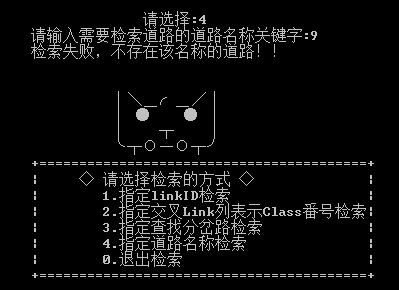 请选择:4
请输入需要检索道路的道路名称关键字:9
检索失败，不存在该名称的道路！！
◇ 请选择检索的方式 ◇
1.指定linkID检索
2.指定交叉Link列表示Class番号检索
3.指定查找分岔路检索
4.指定道路名称检索
0.退出检索